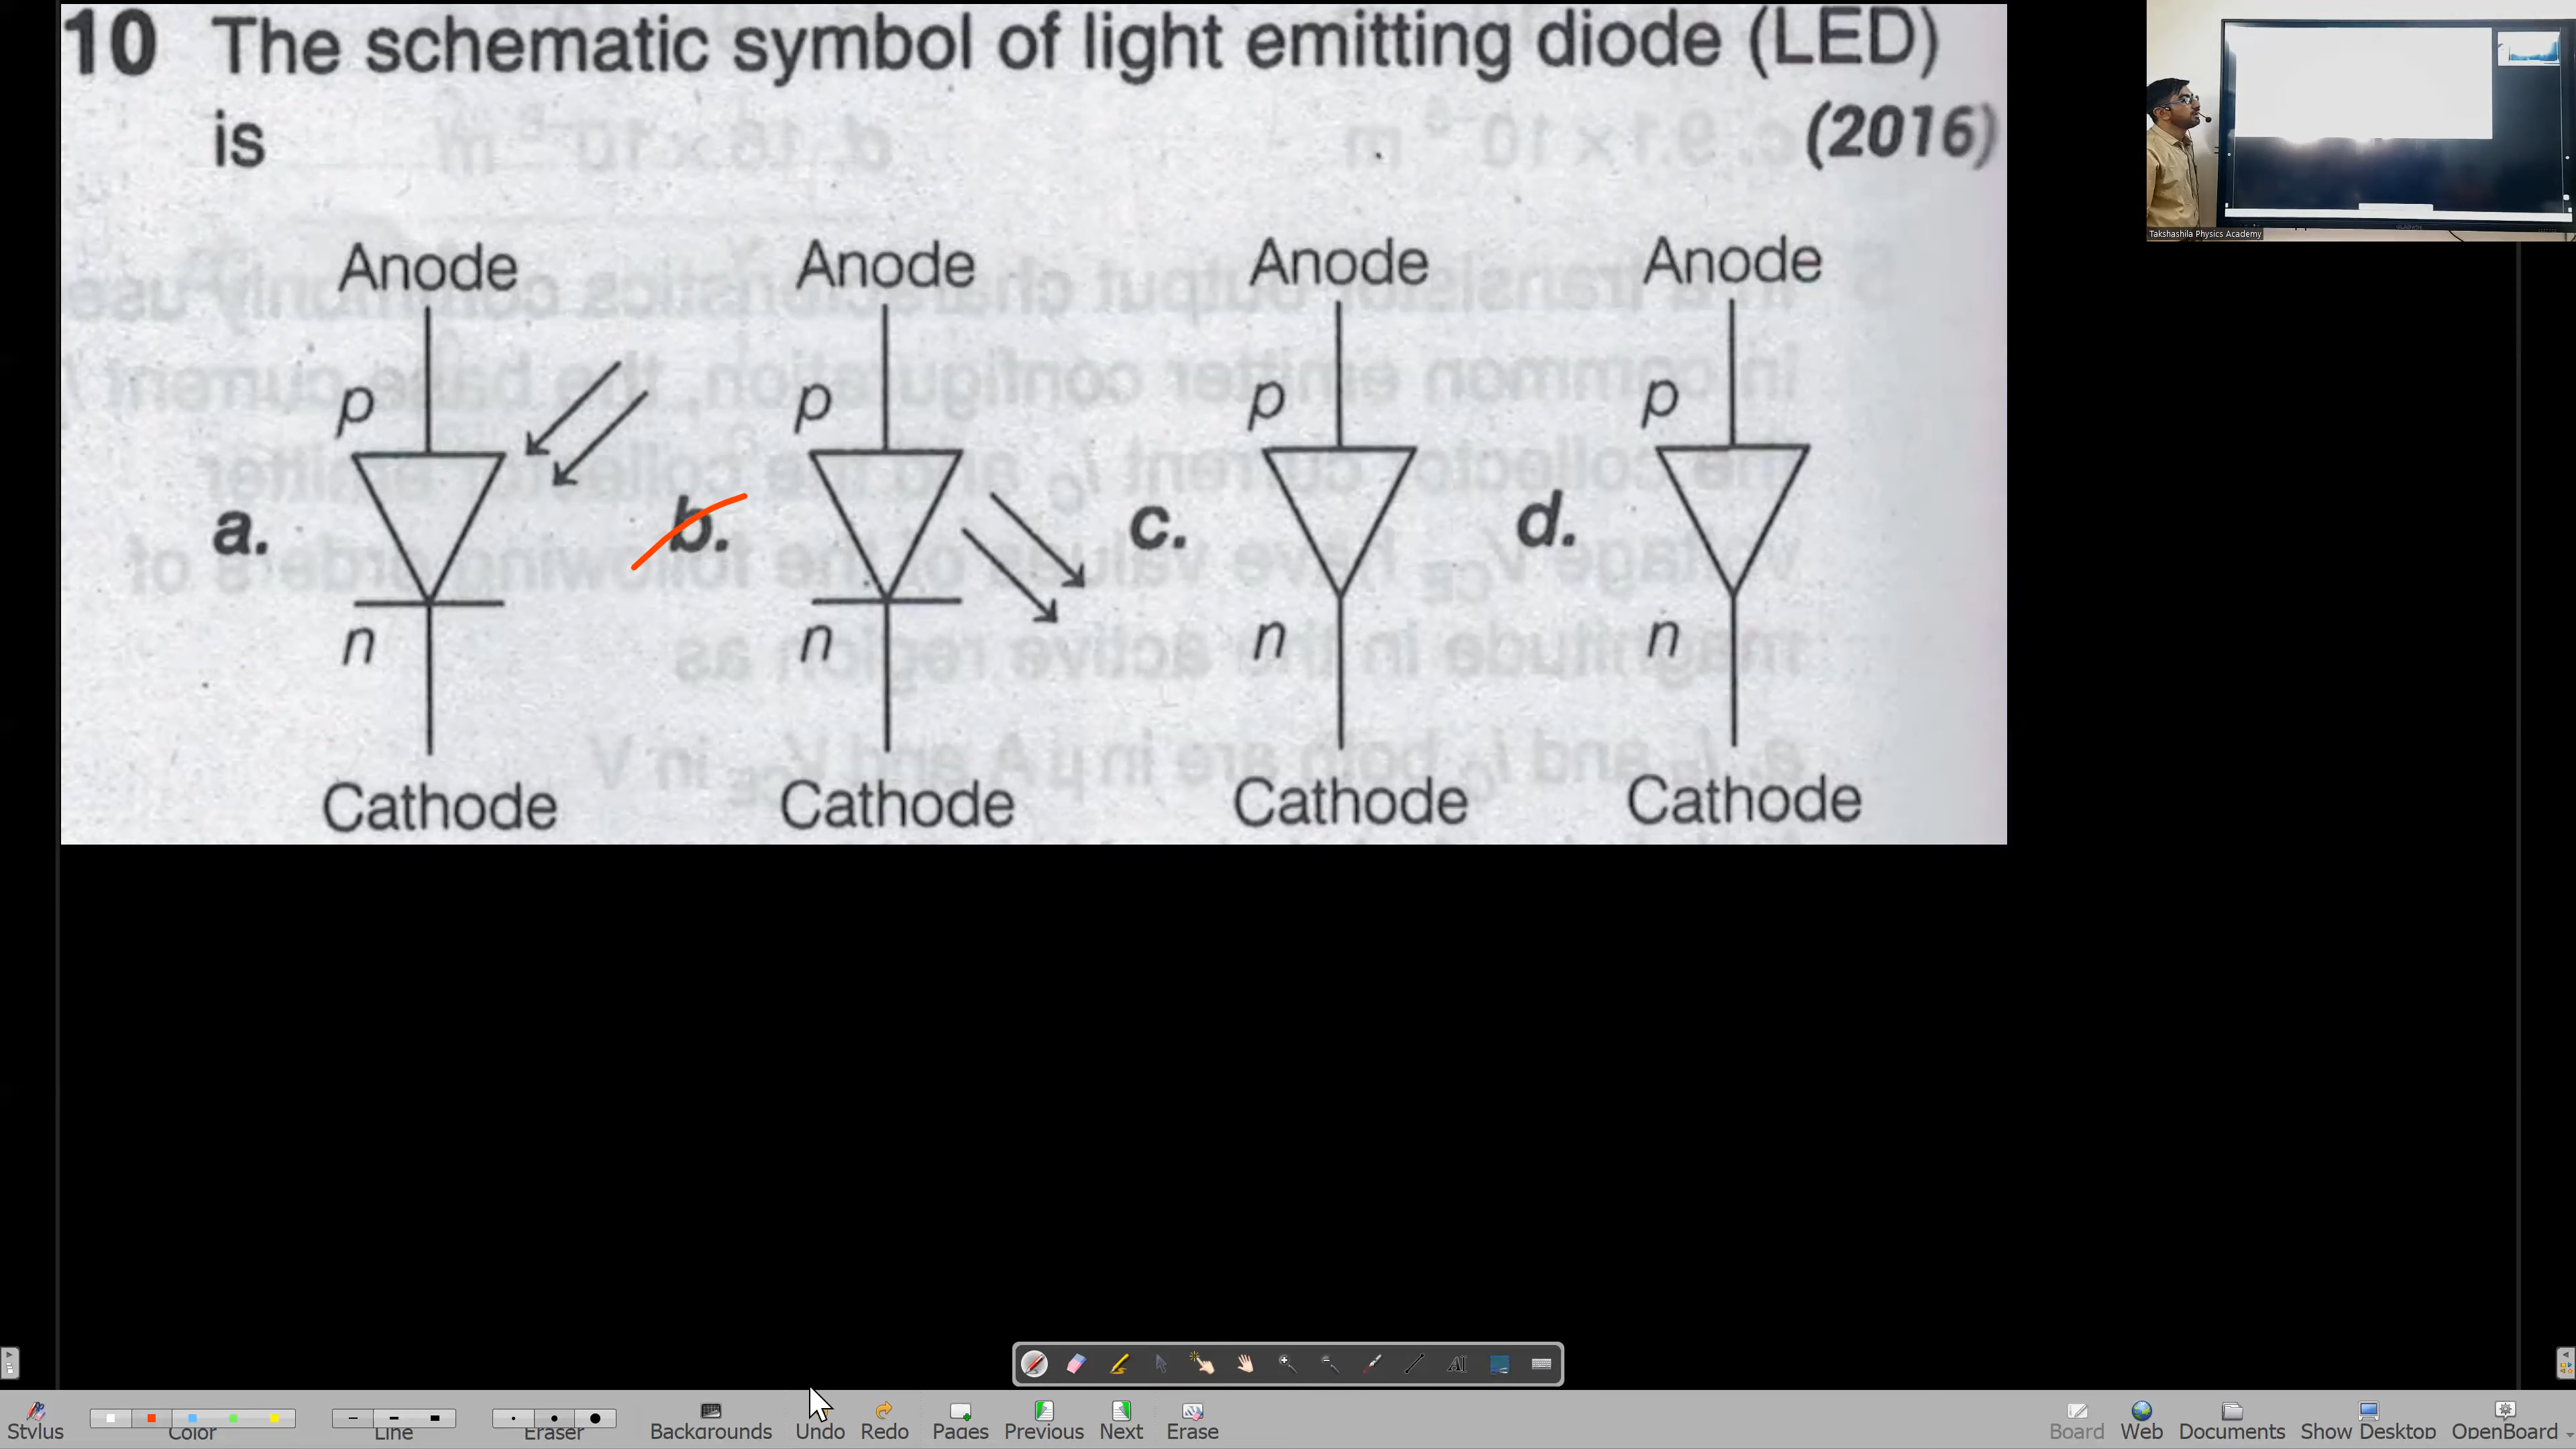 10 The schematic symbol of light emitting diode (LED)
is (2016)
Anode Anode Anode Anode
p p p p
a. b. c. d.
n n n n
Cathode Cathode Cathode Cathode
Takshashila Physics Academy
Stylus Color Line Eraser Backgrounds Undo Redo Pages Previous Next Erase Board Web Documents Show Desktop OpenBoard